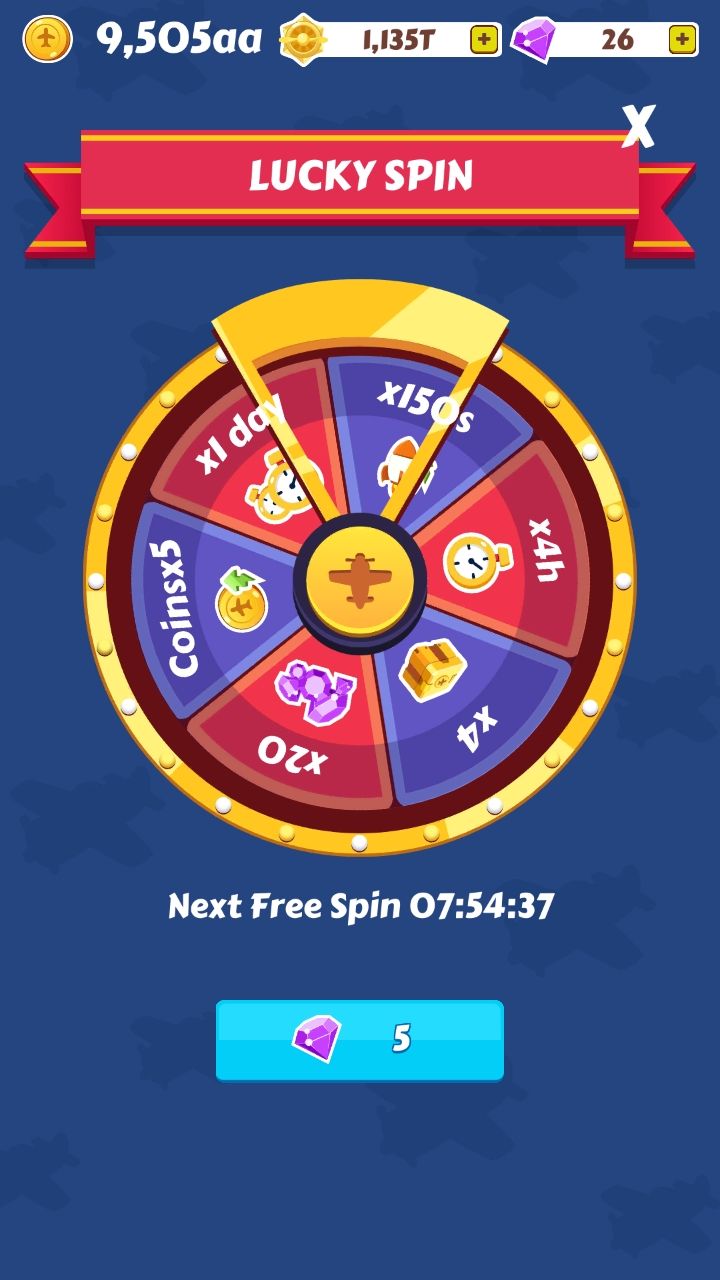 9,505aa
1,135T
26
X
LUCKY SPIN
x1 day
x150s
x4h
x4
x20
Coinsx5
Next Free Spin 07:54:37
5